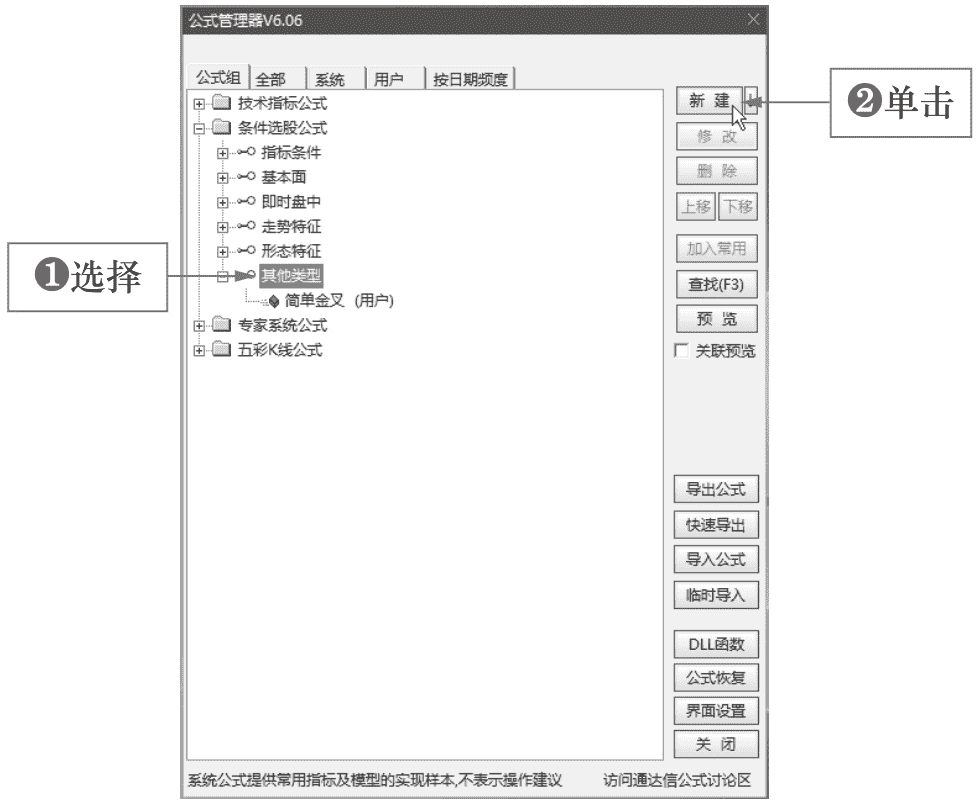 公式管理器V6.06
公式组 全部 系统 用户 按日期频度
技术指标公式
条件选股公式
指标条件
基本面
即时盘中
走势特征
形态特征
其他类型
简单金叉 (用户)
专家系统公式
五彩K线公式
❶选择
新 建
❷单击
修 改
删 除
上移 下移
加入常用
查找(F3)
预 览
关联预览
导出公式
快速导出
导入公式
临时导入
DLL函数
公式恢复
界面设置
关 闭
系统公式提供常用指标及模型的实现样本,不表示操作建议 访问通达信公式讨论区